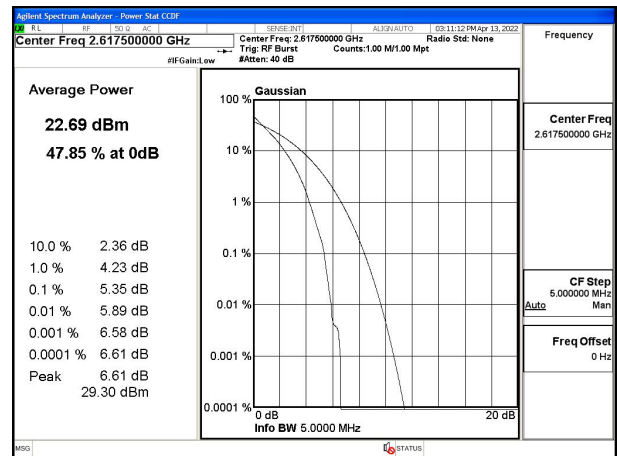 Agilent Spectrum Analyzer - Power Stat CCDF
RL RF 50 Ω AC SENSE:INT ALIGNAUTO 03:11:12 PM Apr 13, 2022
Center Freq 2.617500000 GHz
Center Freq: 2.617500000 GHz Radio Std: None
Trig: RF Burst Counts:1.00 M/1.00 Mpt
#IFGain:Low #Atten: 40 dB
Frequency
Average Power
22.69 dBm
47.85 % at 0dB
10.0 % 2.36 dB
1.0 % 4.23 dB
0.1 % 5.35 dB
0.01 % 5.89 dB
0.001 % 6.58 dB
0.0001 % 6.61 dB
Peak 6.61 dB
29.30 dBm
Gaussian
100 %
10 %
1 %
0.1 %
0.01 %
0.001 %
0.0001 %
0 dB 20 dB
Info BW 5.0000 MHz
Center Freq
2.617500000 GHz
CF Step
5.000000 MHz
Auto Man
Freq Offset
0 Hz
MSG STATUS